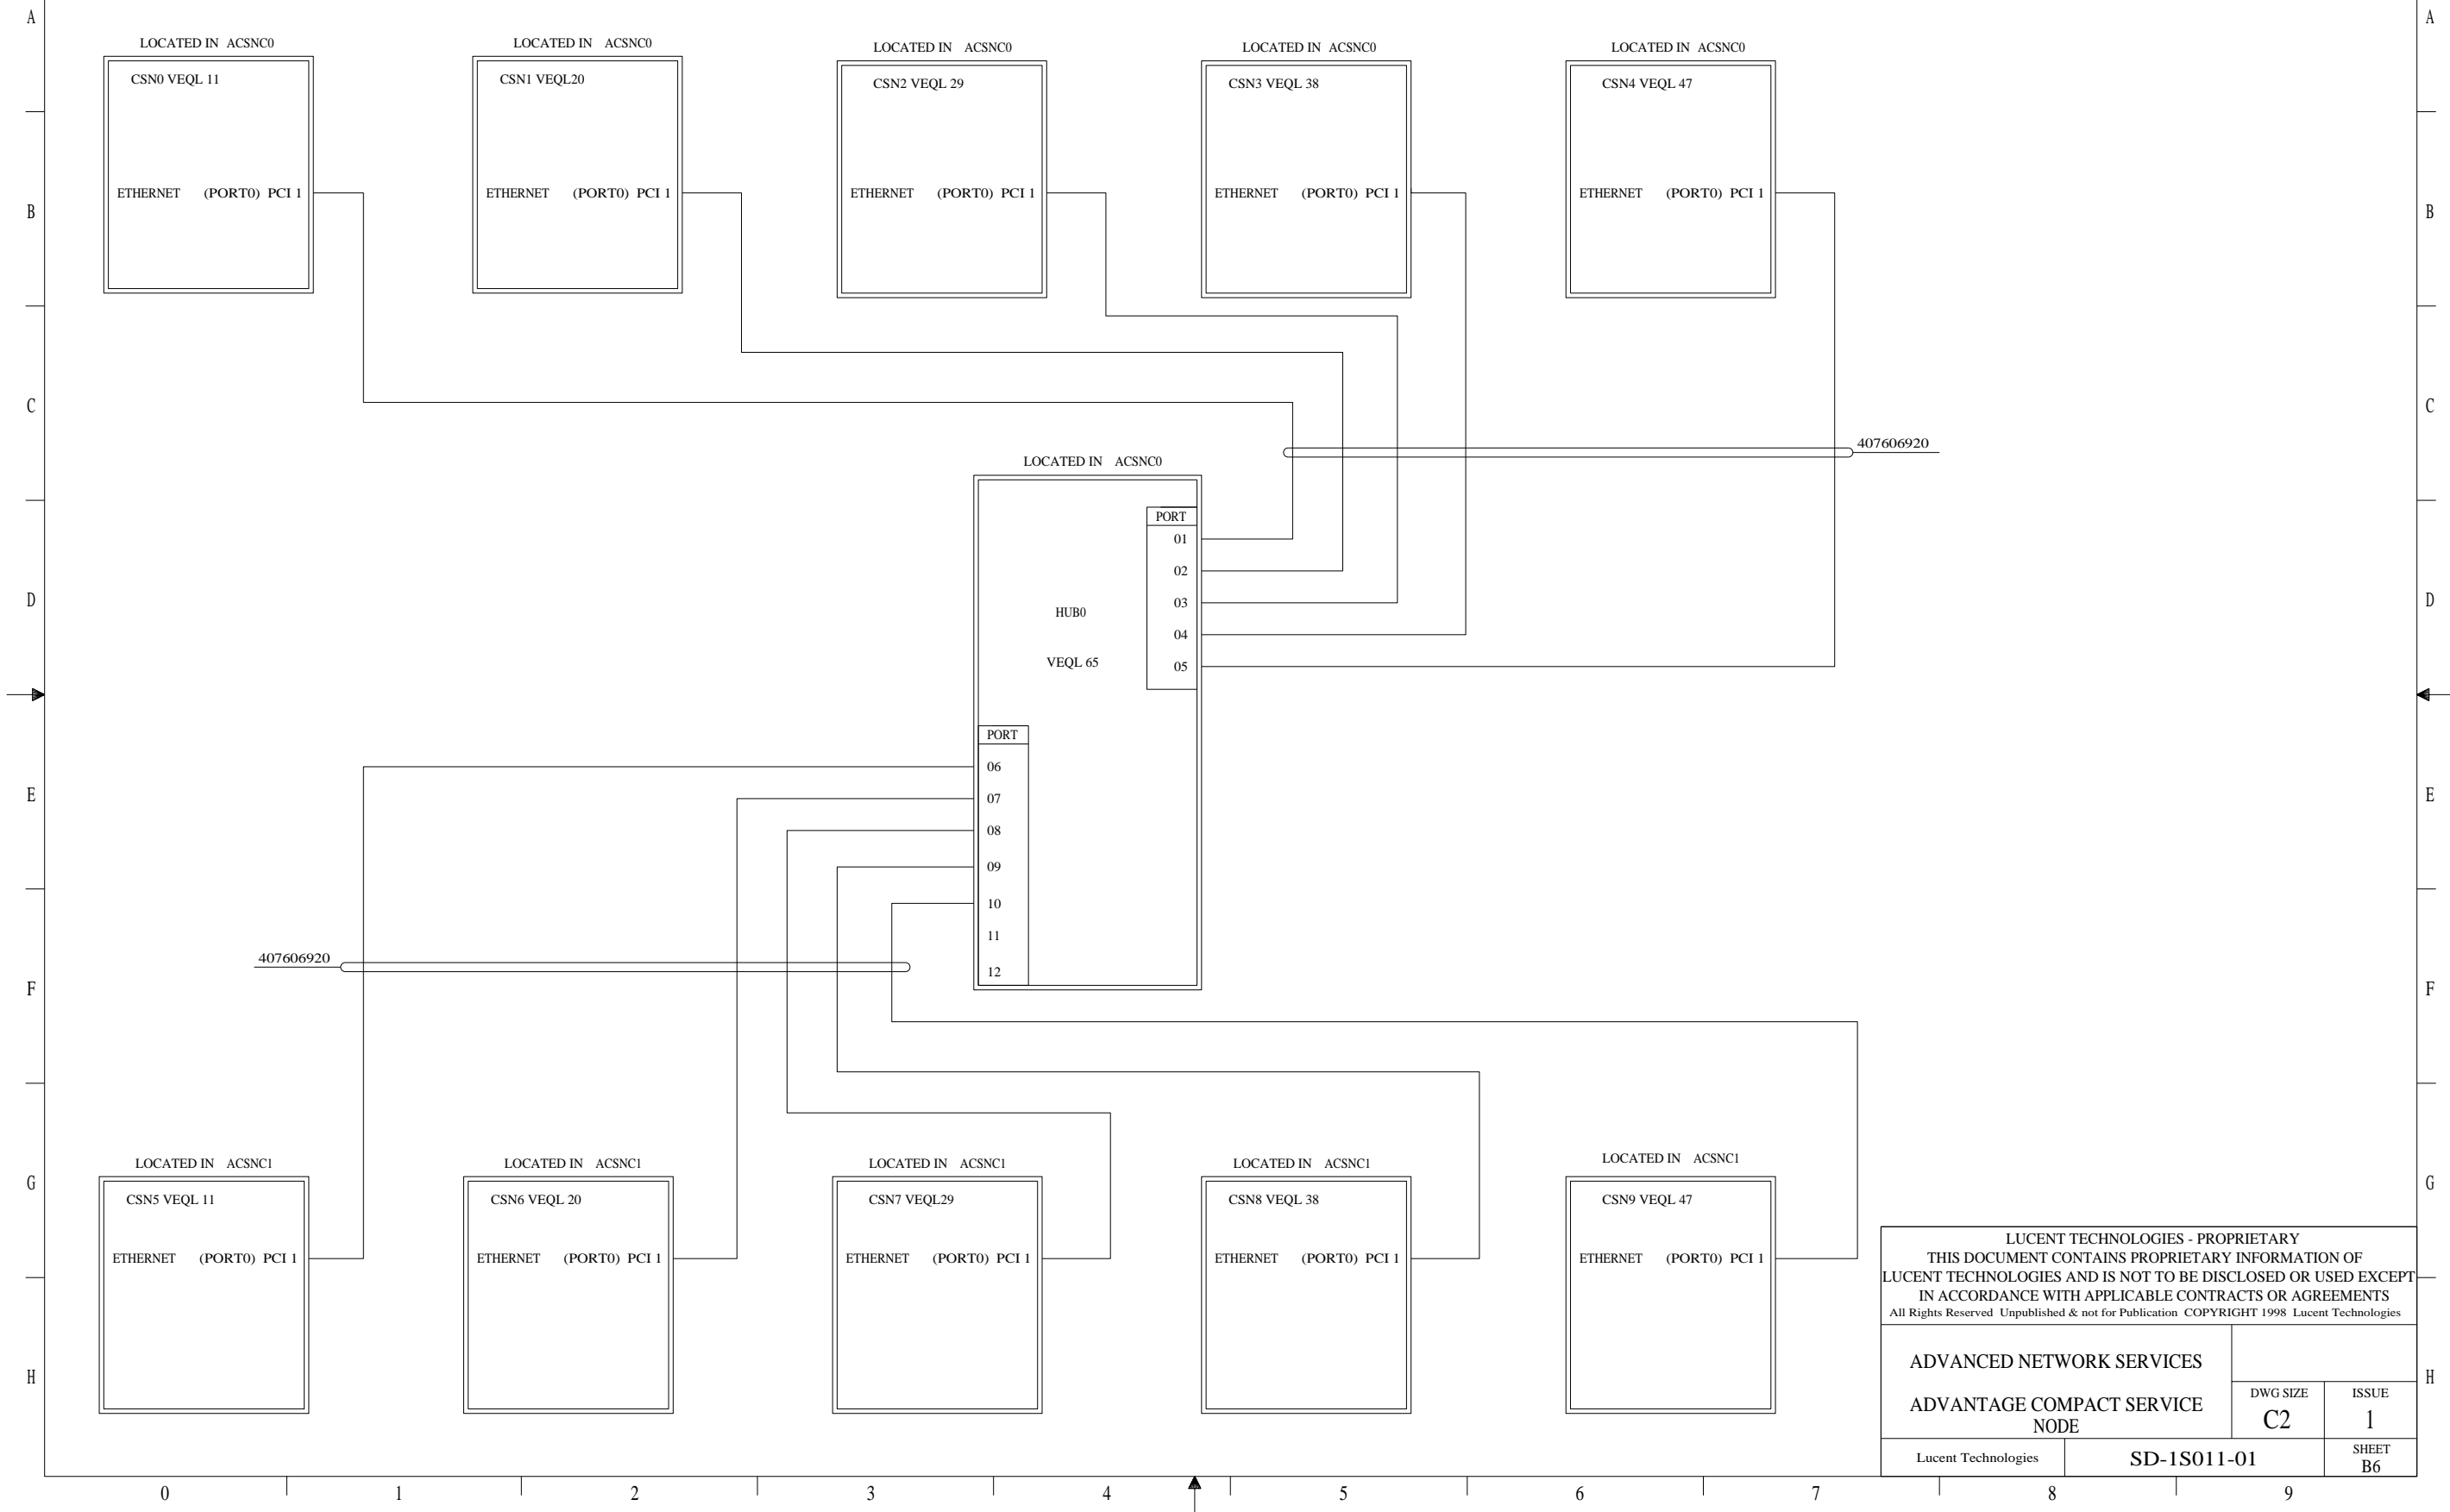 A A
LOCATED IN ACSNC0 LOCATED IN ACSNC0 LOCATED IN ACSNC0 LOCATED IN ACSNC0 LOCATED IN ACSNC0
CSN0 VEQL 11 CSN1 VEQL20 CSN2 VEQL 29 CSN3 VEQL 38 CSN4 VEQL 47
ETHERNET (PORT0) PCI 1 ETHERNET (PORT0) PCI 1 ETHERNET (PORT0) PCI 1 ETHERNET (PORT0) PCI 1 ETHERNET (PORT0) PCI 1
B B
C C
407606920
LOCATED IN ACSNC0
PORT
01
02
03
04
05
HUB0
VEQL 65
D D
PORT
06
07
08
09
10
11
12
E E
407606920
F F
LOCATED IN ACSNC1 LOCATED IN ACSNC1 LOCATED IN ACSNC1 LOCATED IN ACSNC1 LOCATED IN ACSNC1
G G
CSN5 VEQL 11 CSN6 VEQL 20 CSN7 VEQL29 CSN8 VEQL 38 CSN9 VEQL 47
ETHERNET (PORT0) PCI 1 ETHERNET (PORT0) PCI 1 ETHERNET (PORT0) PCI 1 ETHERNET (PORT0) PCI 1 ETHERNET (PORT0) PCI 1
LUCENT TECHNOLOGIES - PROPRIETARY
THIS DOCUMENT CONTAINS PROPRIETARY INFORMATION OF
LUCENT TECHNOLOGIES AND IS NOT TO BE DISCLOSED OR USED EXCEPT
IN ACCORDANCE WITH APPLICABLE CONTRACTS OR AGREEMENTS
All Rights Reserved Unpublished & not for Publication COPYRIGHT 1998 Lucent Technologies
H H
ADVANCED NETWORK SERVICES
ADVANTAGE COMPACT SERVICE
NODE
DWG SIZE
C2
ISSUE
1
Lucent Technologies
SD-1S011-01
SHEET
B6
0 1 2 3 4 5 6 7 8 9